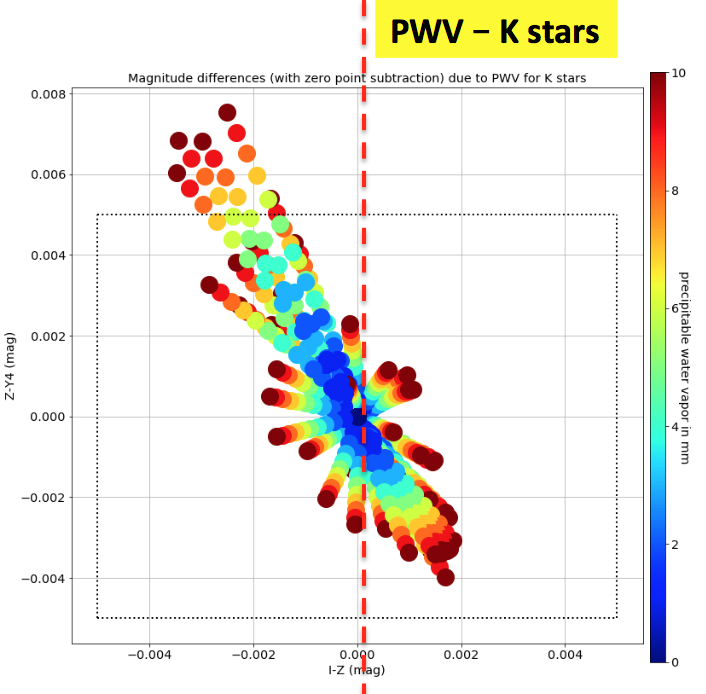 PWV – K stars
Magnitude differences (with zero point subtraction) due to PWV for K stars
0.008
0.006
0.004
0.002
0.000
−0.002
−0.004
Z-Y4 (mag)
−0.004 −0.002 0.000 0.002 0.004
I-Z (mag)
10
8
6
4
2
0
precipitable water vapor in mm